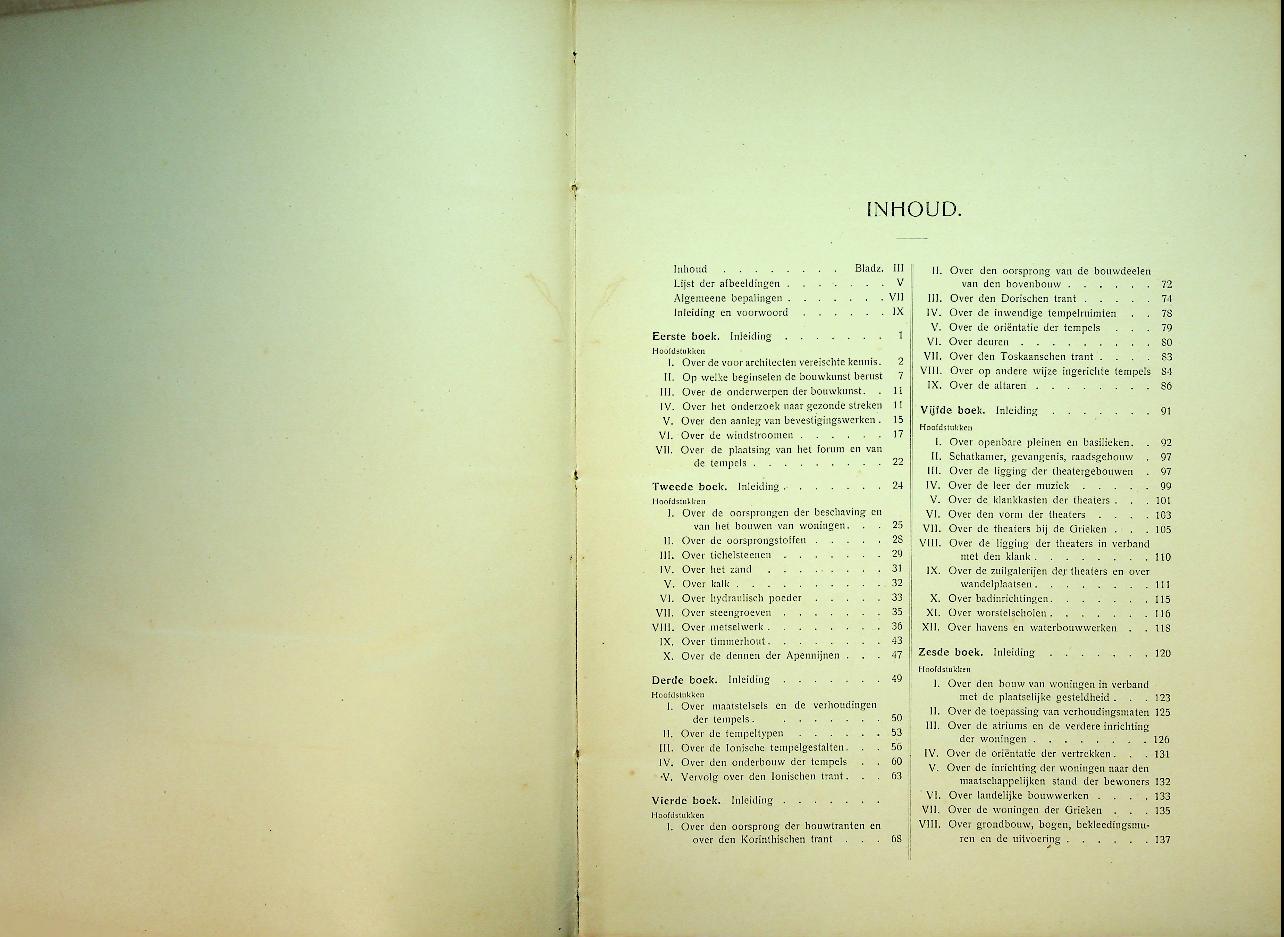 INHOUD.
Inhoud . . . . . . . . Bladz. III
Lijst der afbeeldingen . . . . . . . V
Algemeene bepalingen . . . . . . . VII
Inleiding en voorwoord . . . . . . IX
Eerste boek. Inleiding . . . . . . . 1
Hoofdstukken
I. Over de voor architecten vereischte kennis. 2
II. Op welke beginselen de bouwkunst berust 7
III. Over de onderwerpen der bouwkunst. . 11
IV. Over het onderzoek naar gezonde streken 11
V. Over den aanleg van bevestigingswerken . 15
VI. Over de windstroomen . . . . . . 17
VII. Over de plaatsing van het forum en van
de tempels . . . . . . . . . 22
Tweede boek. Inleiding . . . . . . . 24
Hoofdstukken
I. Over de oorsprongen der beschaving en
van het bouwen van woningen. . . 25
II. Over de oorsprongstoffen . . . . . 28
III. Over tichelsteenen . . . . . . . 29
IV. Over het zand . . . . . . . . 31
V. Over kalk . . . . . . . . . . 32
VI. Over hydraulisch poeder . . . . . 33
VII. Over steengroeven . . . . . . . 35
VIII. Over metselwerk . . . . . . . . 36
IX. Over timmerhout . . . . . . . . 43
X. Over de dennen der Apennijnen . . . 47
Derde boek. Inleiding . . . . . . . 49
Hoofdstukken
I. Over maatstelsels en de verhoudingen
der tempels . . . . . . . . 50
II. Over de tempeltypen . . . . . . 53
III. Over de Ionische tempelgestalten. . . 56
IV. Over den onderbouw der tempels . . 60
V. Vervolg over den Ionischen trant . . . 63
Vierde boek. Inleiding . . . . . . .
Hoofdstukken
I. Over den oorsprong der bouwtranten en
over den Korinthischen trant . . . 68
II. Over den oorsprong van de bouwdeelen
van den bovenbouw . . . . . . 72
III. Over den Dorischen trant . . . . . 74
IV. Over de inwendige tempelruimten . . 78
V. Over de oriëntatie der tempels . . . 79
VI. Over deuren . . . . . . . . . 80
VII. Over den Toskaanschen trant . . . . 83
VIII. Over op andere wijze ingerichte tempels 84
IX. Over de altaren . . . . . . . . 86
Vijfde boek. Inleiding . . . . . . . 91
Hoofdstukken
I. Over openbare pleinen en basilieken. . 92
II. Schatkamer, gevangenis, raadsgebouw . 97
III. Over de ligging der theatergebouwen . 97
IV. Over de leer der muziek . . . . . 99
V. Over de klankkasten der theaters . . . 101
VI. Over den vorm der theaters . . . . 103
VII. Over de theaters bij de Grieken . . . 105
VIII. Over de ligging der theaters in verband
met den klank . . . . . . . . 110
IX. Over de zuilgalerijen der theaters en over
wandelplaatsen . . . . . . . . 111
X. Over badinrichtingen . . . . . . . 115
XI. Over worstelscholen . . . . . . . 116
XII. Over havens en waterbouwwerken . . 118
Zesde boek. Inleiding . . . . . . . 120
Hoofdstukken
I. Over den bouw van woningen in verband
met de plaatselijke gesteldheid . . . 123
II. Over de toepassing van verhoudingsmaten 125
III. Over de atriums en de verdere inrichting
der woningen . . . . . . . . 126
IV. Over de oriëntatie der vertrekken . . . 131
V. Over de inrichting der woningen naar den
maatschappelijken stand der bewoners 132
VI. Over landelijke bouwwerken . . . . 133
VII. Over de woningen der Grieken . . . 135
VIII. Over grondbouw, bogen, bekleedingsmu-
ren en de uitvoering . . . . . . 137